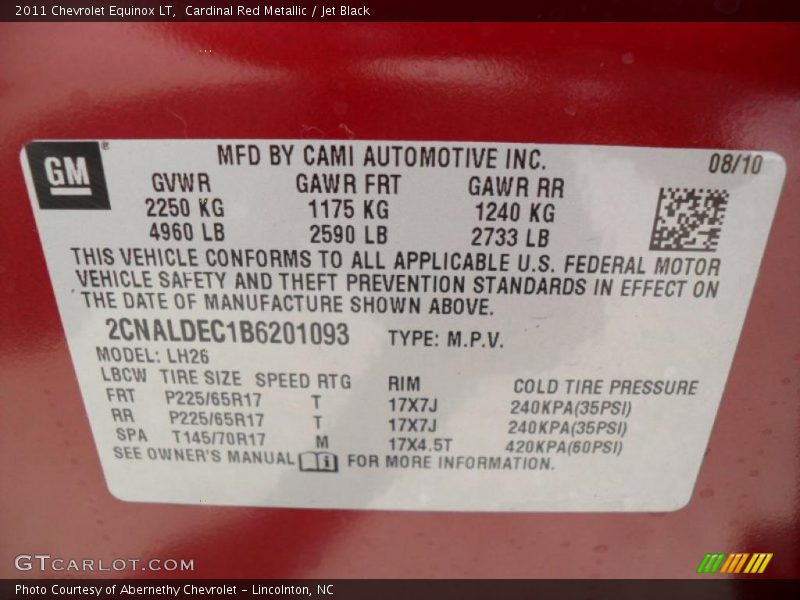 2011 Chevrolet Equinox LT,  Cardinal Red Metallic / Jet Black
GM®
MFD BY CAMI AUTOMOTIVE INC. 08/10
GVWR GAWR FRT GAWR RR
2250 KG 1175 KG 1240 KG
4960 LB 2590 LB 2733 LB
THIS VEHICLE CONFORMS TO ALL APPLICABLE U.S. FEDERAL MOTOR
VEHICLE SAFETY AND THEFT PREVENTION STANDARDS IN EFFECT ON
THE DATE OF MANUFACTURE SHOWN ABOVE.
2CNALDEC1B6201093 TYPE: M.P.V.
MODEL: LH26
LBCW TIRE SIZE SPEED RTG RIM COLD TIRE PRESSURE
FRT P225/65R17 T 17X7J 240KPA(35PSI)
RR P225/65R17 T 17X7J 240KPA(35PSI)
SPA T145/70R17 M 17X4.5T 420KPA(60PSI)
SEE OWNER'S MANUAL i FOR MORE INFORMATION.
GTCARLOT.COM
Photo Courtesy of Abernethy Chevrolet – Lincolnton, NC